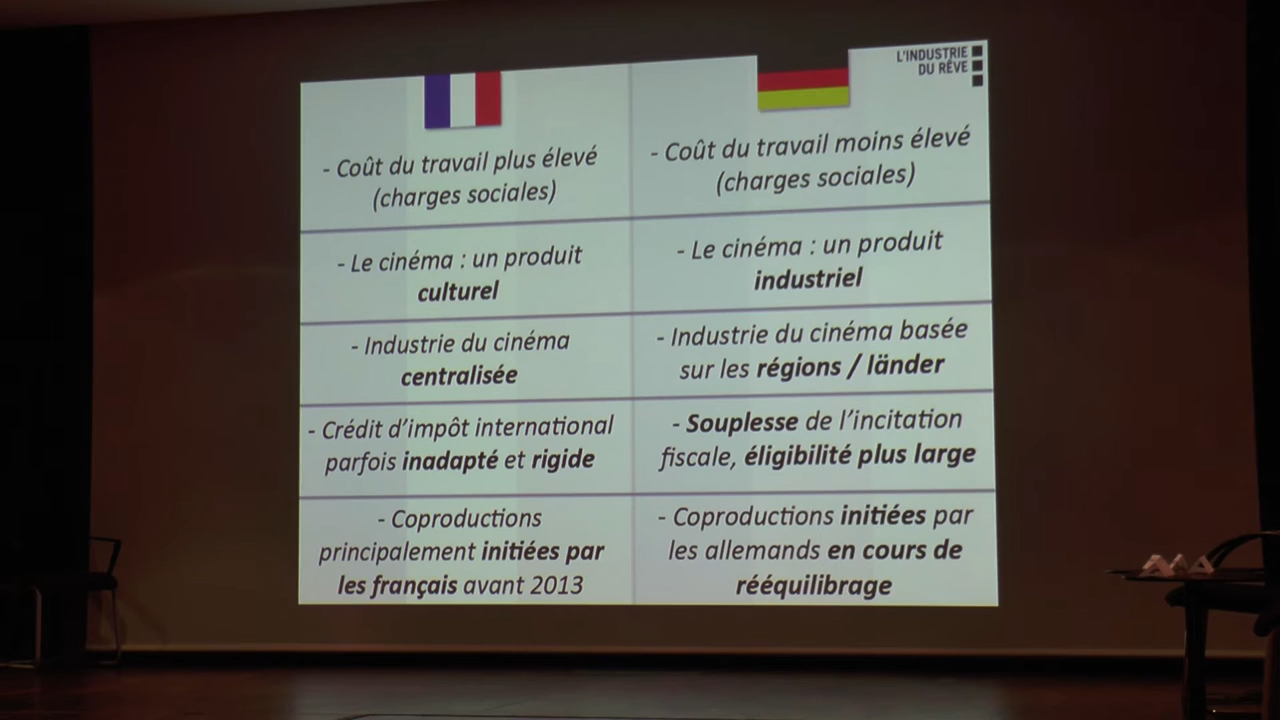 L'INDUSTRIE
DU RÊVE
- Coût du travail plus élevé
(charges sociales)
- Coût du travail moins élevé
(charges sociales)
- Le cinéma : un produit
culturel
- Le cinéma : un produit
industriel
- Industrie du cinéma
centralisée
- Industrie du cinéma basée
sur les régions / länder
- Crédit d'impôt international
parfois inadapté et rigide
- Souplesse de l'incitation
fiscale, éligibilité plus large
- Coproductions
principalement initiées par
les français avant 2013
- Coproductions initiées par
les allemands en cours de
rééquilibrage